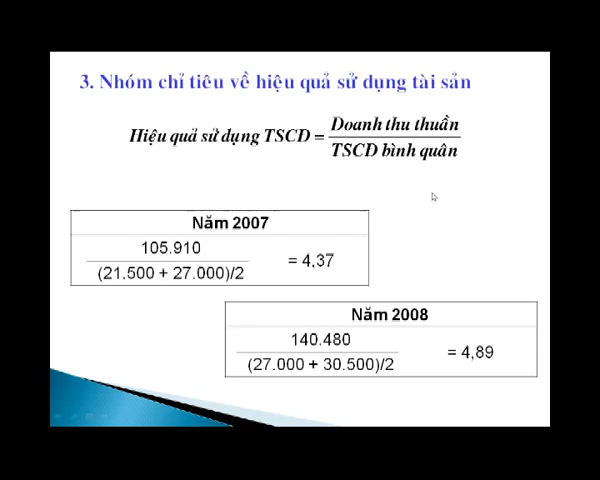 3. Nhóm chỉ tiêu về hiệu quả sử dụng tài sản
Hiệu quả sử dụng TSCĐ = Doanh thu thuần
TSCĐ bình quân
Năm 2007
105.910
(21.500 + 27.000)/2
= 4,37
Năm 2008
140.480
(27.000 + 30.500)/2
= 4,89